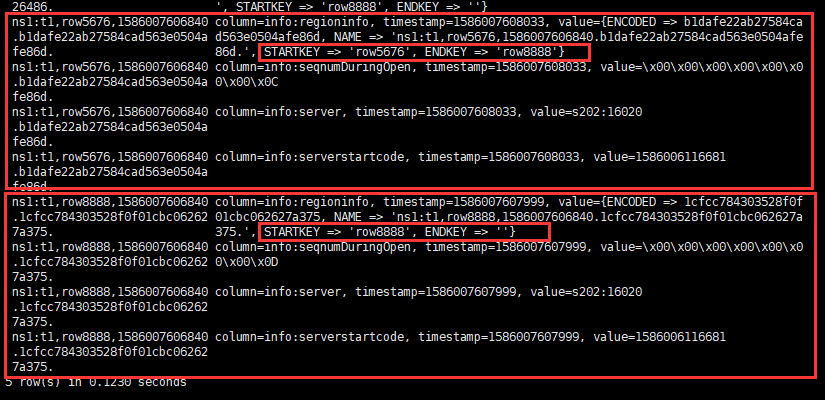 26486.                        ', STARTKEY => 'row8888', ENDKEY => ''}
ns1:t1,row5676,1586007606840 column=info:regioninfo, timestamp=1586007608033, value={ENCODED => b1dafe22ab27584ca
.b1dafe22ab27584cad563e0504a d563e0504afe86d, NAME => 'ns1:t1,row5676,1586007606840.b1dafe22ab27584cad563e0504afe
fe86d.                       86d.', STARTKEY => 'row5676', ENDKEY => 'row8888'}
ns1:t1,row5676,1586007606840 column=info:seqnumDuringOpen, timestamp=1586007608033, value=\x00\x00\x00\x00\x00\x0
.b1dafe22ab27584cad563e0504a 0\x00\x0C
fe86d.
ns1:t1,row5676,1586007606840 column=info:server, timestamp=1586007608033, value=s202:16020
.b1dafe22ab27584cad563e0504a
fe86d.
ns1:t1,row5676,1586007606840 column=info:serverstartcode, timestamp=1586007608033, value=1586006116681
.b1dafe22ab27584cad563e0504a
fe86d.
ns1:t1,row8888,1586007606840 column=info:regioninfo, timestamp=1586007607999, value={ENCODED => 1cfcc784303528f0f
.1cfcc784303528f0f01cbc06262 01cbc062627a375, NAME => 'ns1:t1,row8888,1586007606840.1cfcc784303528f0f01cbc062627a
7a375.                       375.', STARTKEY => 'row8888', ENDKEY => ''}
ns1:t1,row8888,1586007606840 column=info:seqnumDuringOpen, timestamp=1586007607999, value=\x00\x00\x00\x00\x00\x0
.1cfcc784303528f0f01cbc06262 0\x00\x0D
7a375.
ns1:t1,row8888,1586007606840 column=info:server, timestamp=1586007607999, value=s202:16020
.1cfcc784303528f0f01cbc06262
7a375.
ns1:t1,row8888,1586007606840 column=info:serverstartcode, timestamp=1586007607999, value=1586006116681
.1cfcc784303528f0f01cbc06262
7a375.
5 row(s) in 0.1230 seconds